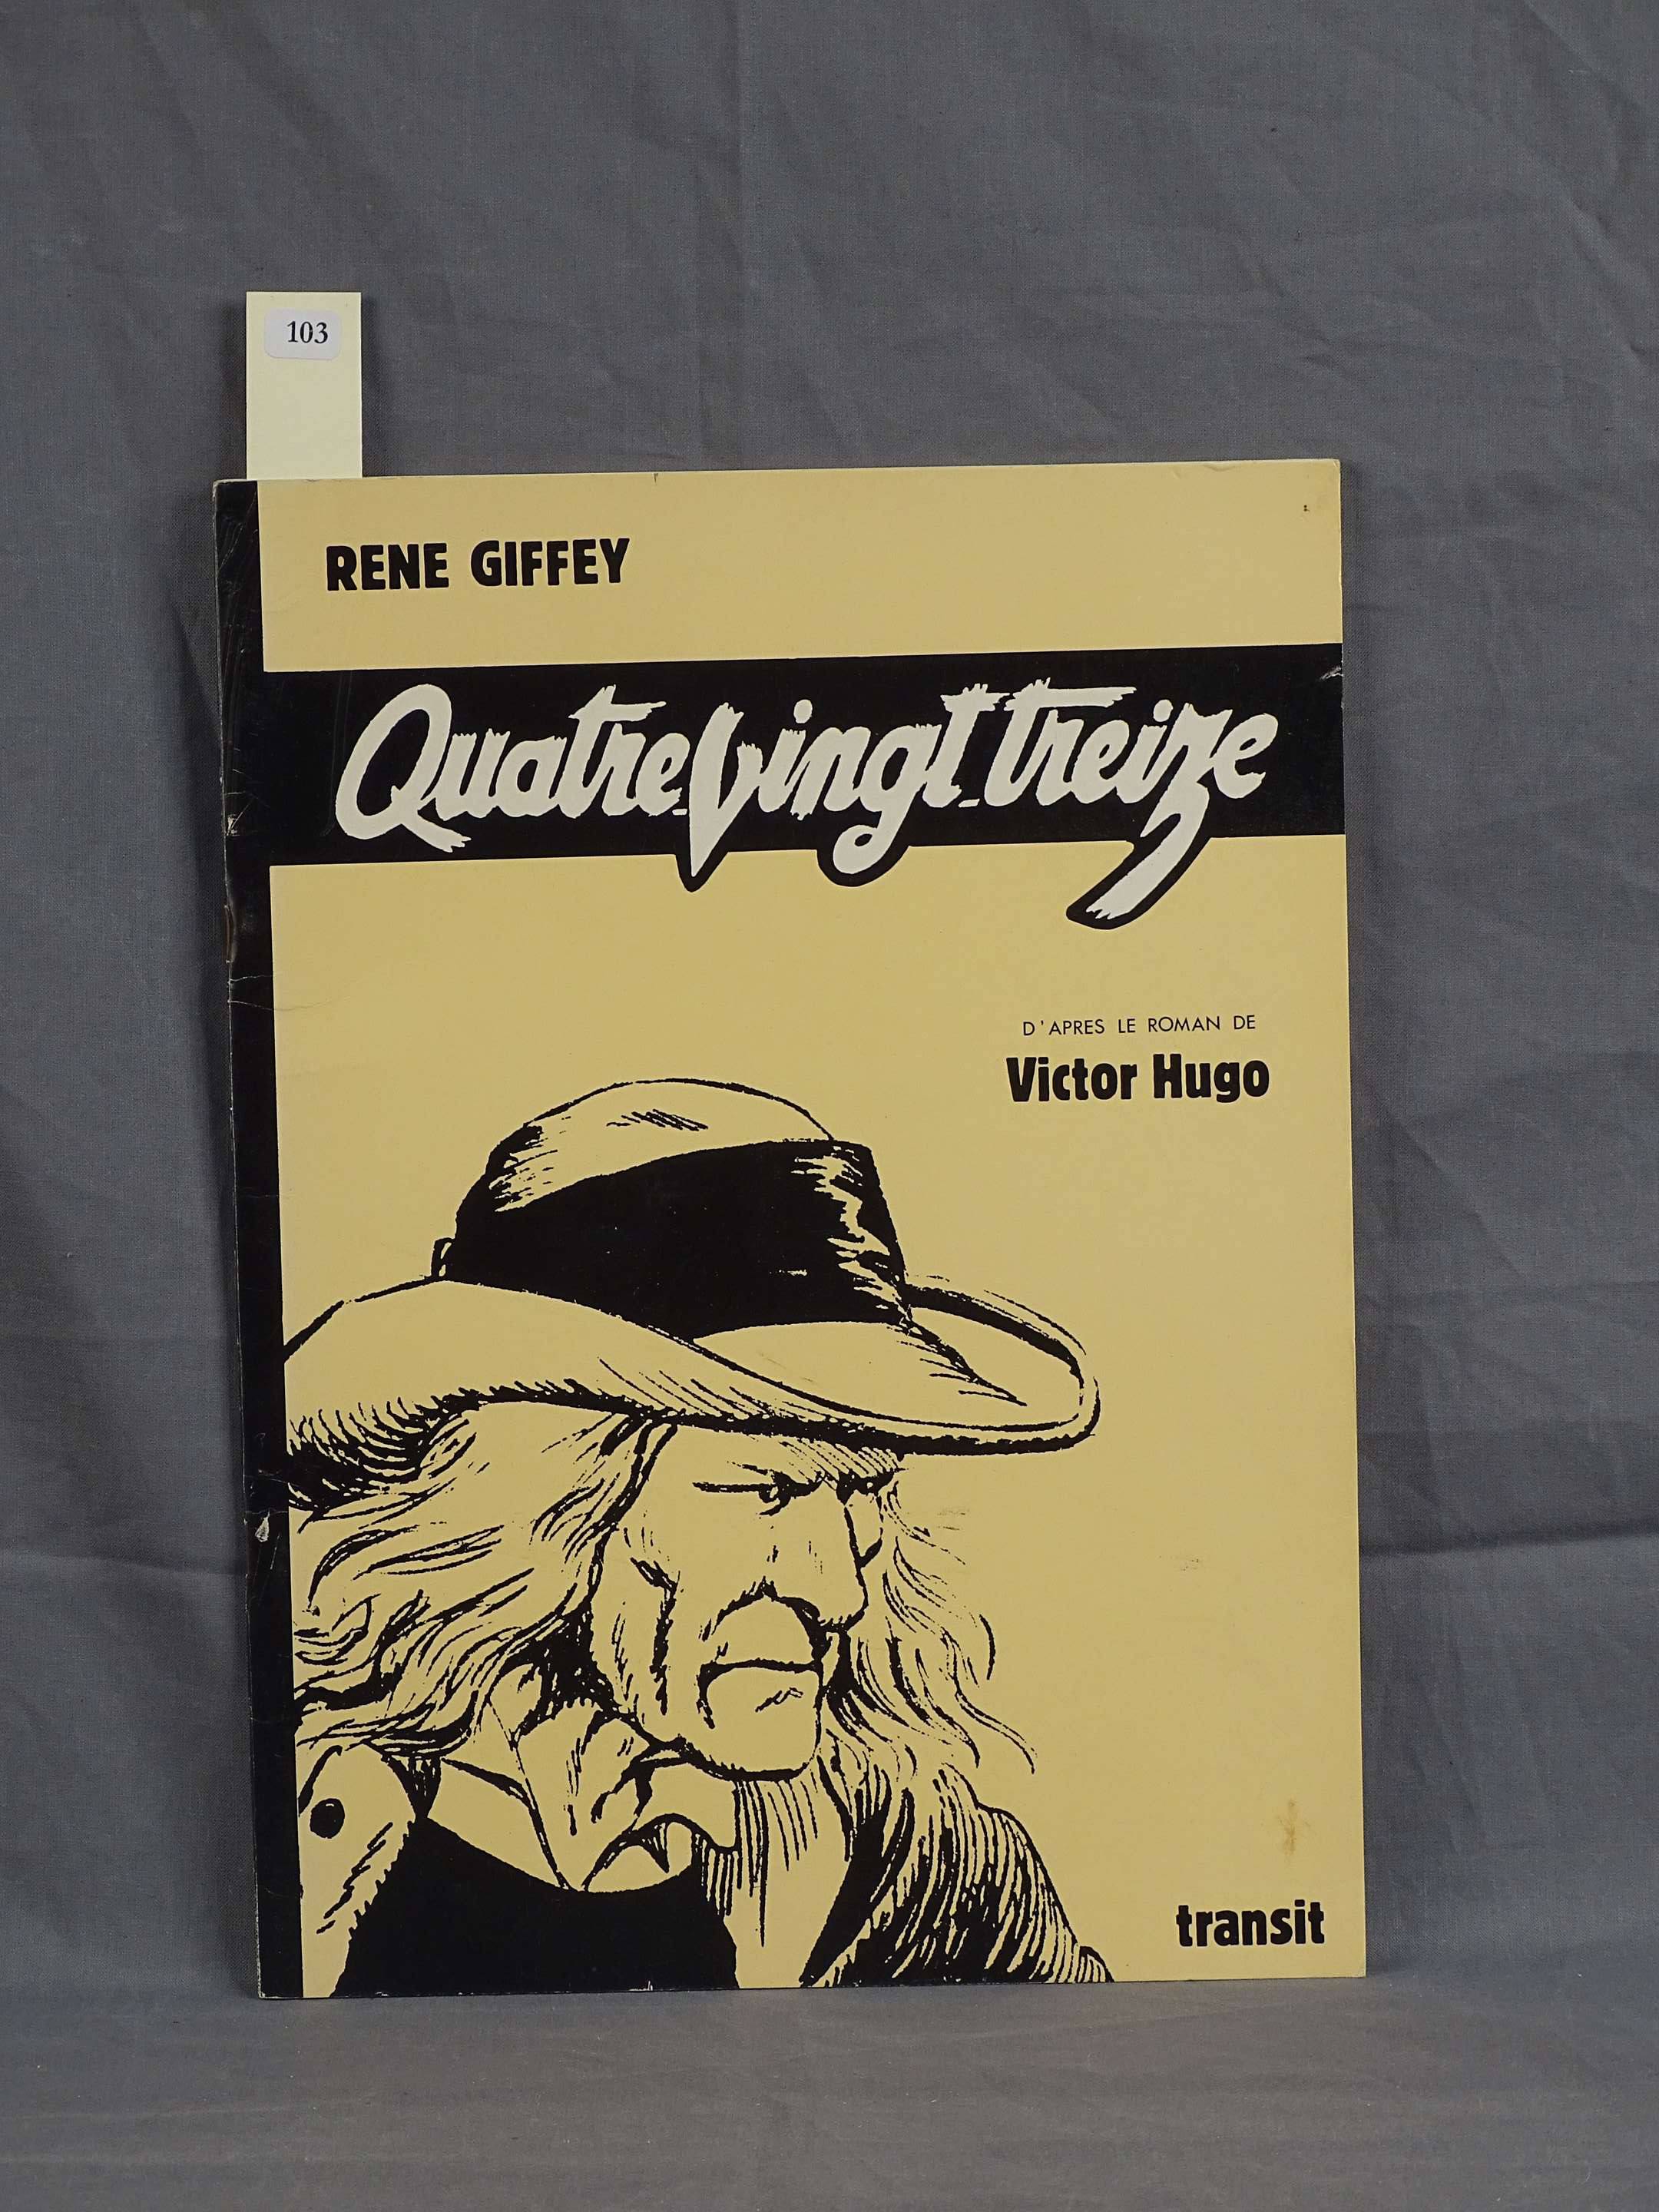 103
RENE GIFFEY
Quatre-Vingt-treize
D'APRES LE ROMAN DE
Victor Hugo
transit